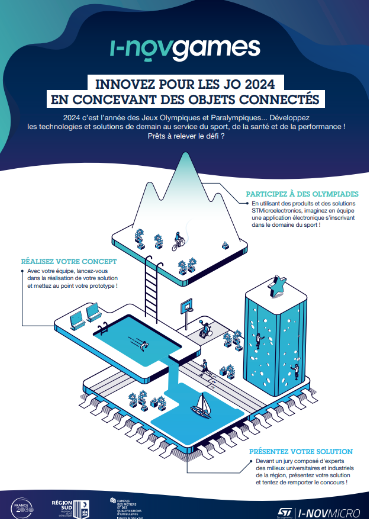 i-novgames
INNOVEZ POUR LES JO 2024
EN CONCEVANT DES OBJETS CONNECTÉS
2024 c'est l'année des Jeux Olympiques et Paralympiques... Développez
les technologies et solutions de domain au service du sport, de la santé et de la performance !
Prêts à relever le défi ?
PARTICIPEZ À DES OLYMPIADES
En utilisant des produits et des solutions
STMicroelectronics, imaginez en équipe
une application électronique s'inscrivant
dans le domaine du sport !
RÉALISEZ VOTRE CONCEPT
Avec votre équipe, lancez-vous
dans la réalisation de votre solution
et mettez au point votre prototype !
PRÉSENTEZ VOTRE SOLUTION
Devant un jury composé d'experts
des milieux universitaires et industriels
de la région, présentez votre solution
et tentez de remporter le concours !
RÉGION
SUD
ST
I-NOVMICRO